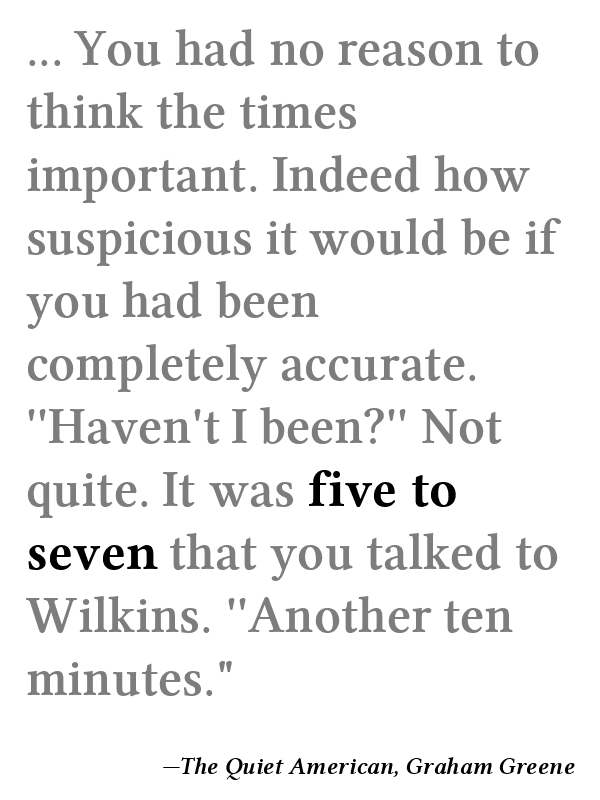 ... You had no reason to
think the times
important. Indeed how
suspicious it would be if
you had been
completely accurate.
''Haven't I been?'' Not
quite. It was five to
seven that you talked to
Wilkins. ''Another ten
minutes."
—The Quiet American, Graham Greene